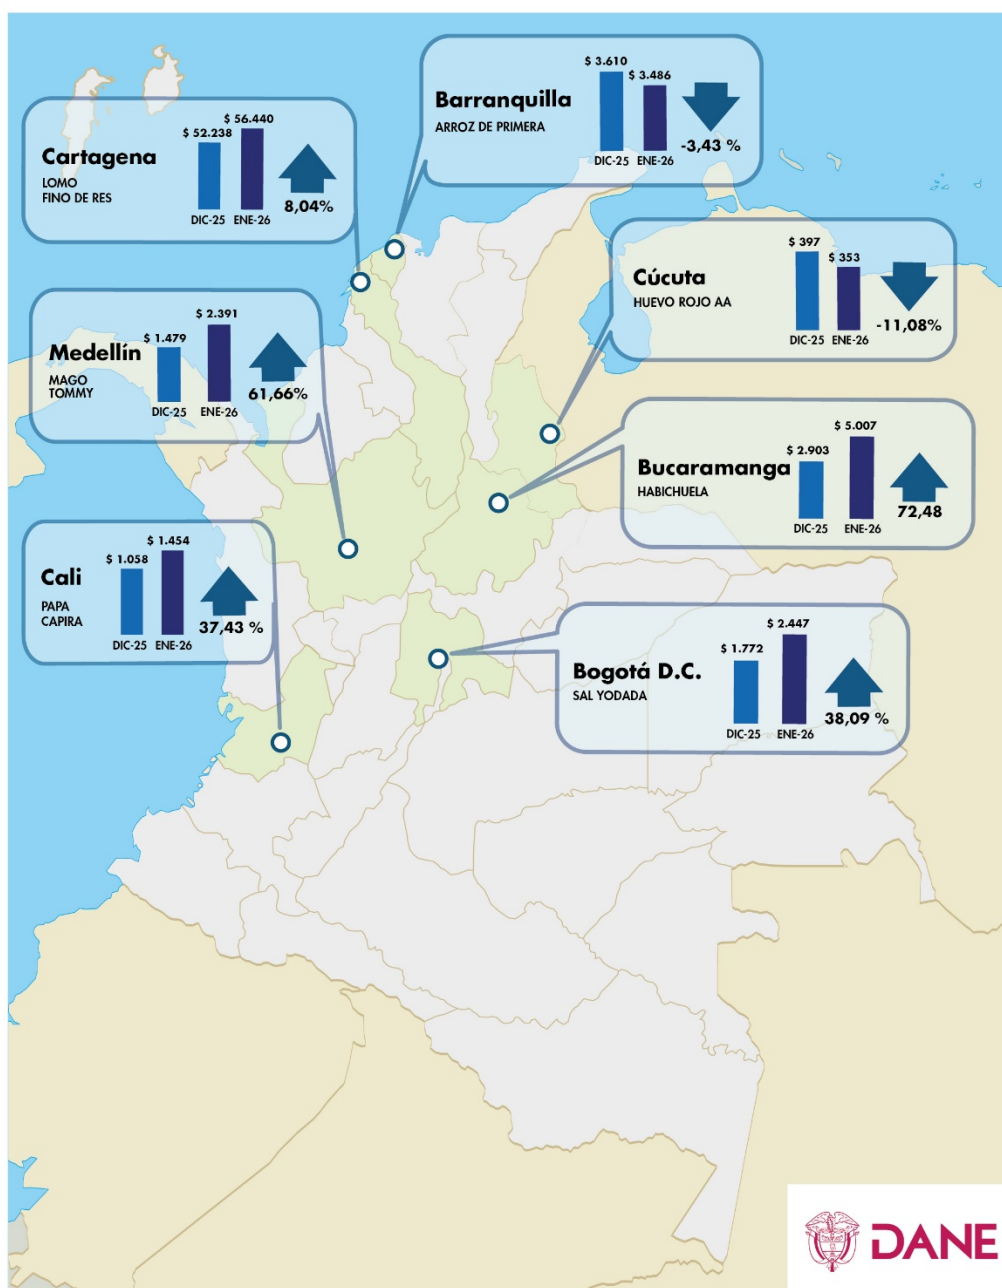 Barranquilla
ARROZ DE PRIMERA
$ 3.610
$ 3.486
DIC-25
ENE-26
-3,43 %
Cartagena
LOMO
FINO DE RES
$ 52.238
$ 56.440
DIC-25
ENE-26
8,04%
Cúcuta
HUEVO ROJO AA
$ 397
$ 353
DIC-25
ENE-26
-11,08%
Medellín
MAGO
TOMMY
$ 1.479
$ 2.391
DIC-25
ENE-26
61,66%
Bucaramanga
HABICHUELA
$ 2.903
$ 5.007
DIC-25
ENE-26
72,48
Cali
PAPA
CAPIRA
$ 1.058
$ 1.454
DIC-25
ENE-26
37,43 %
Bogotá D.C.
SAL YODADA
$ 1.772
$ 2.447
DIC-25
ENE-26
38,09 %
DANE